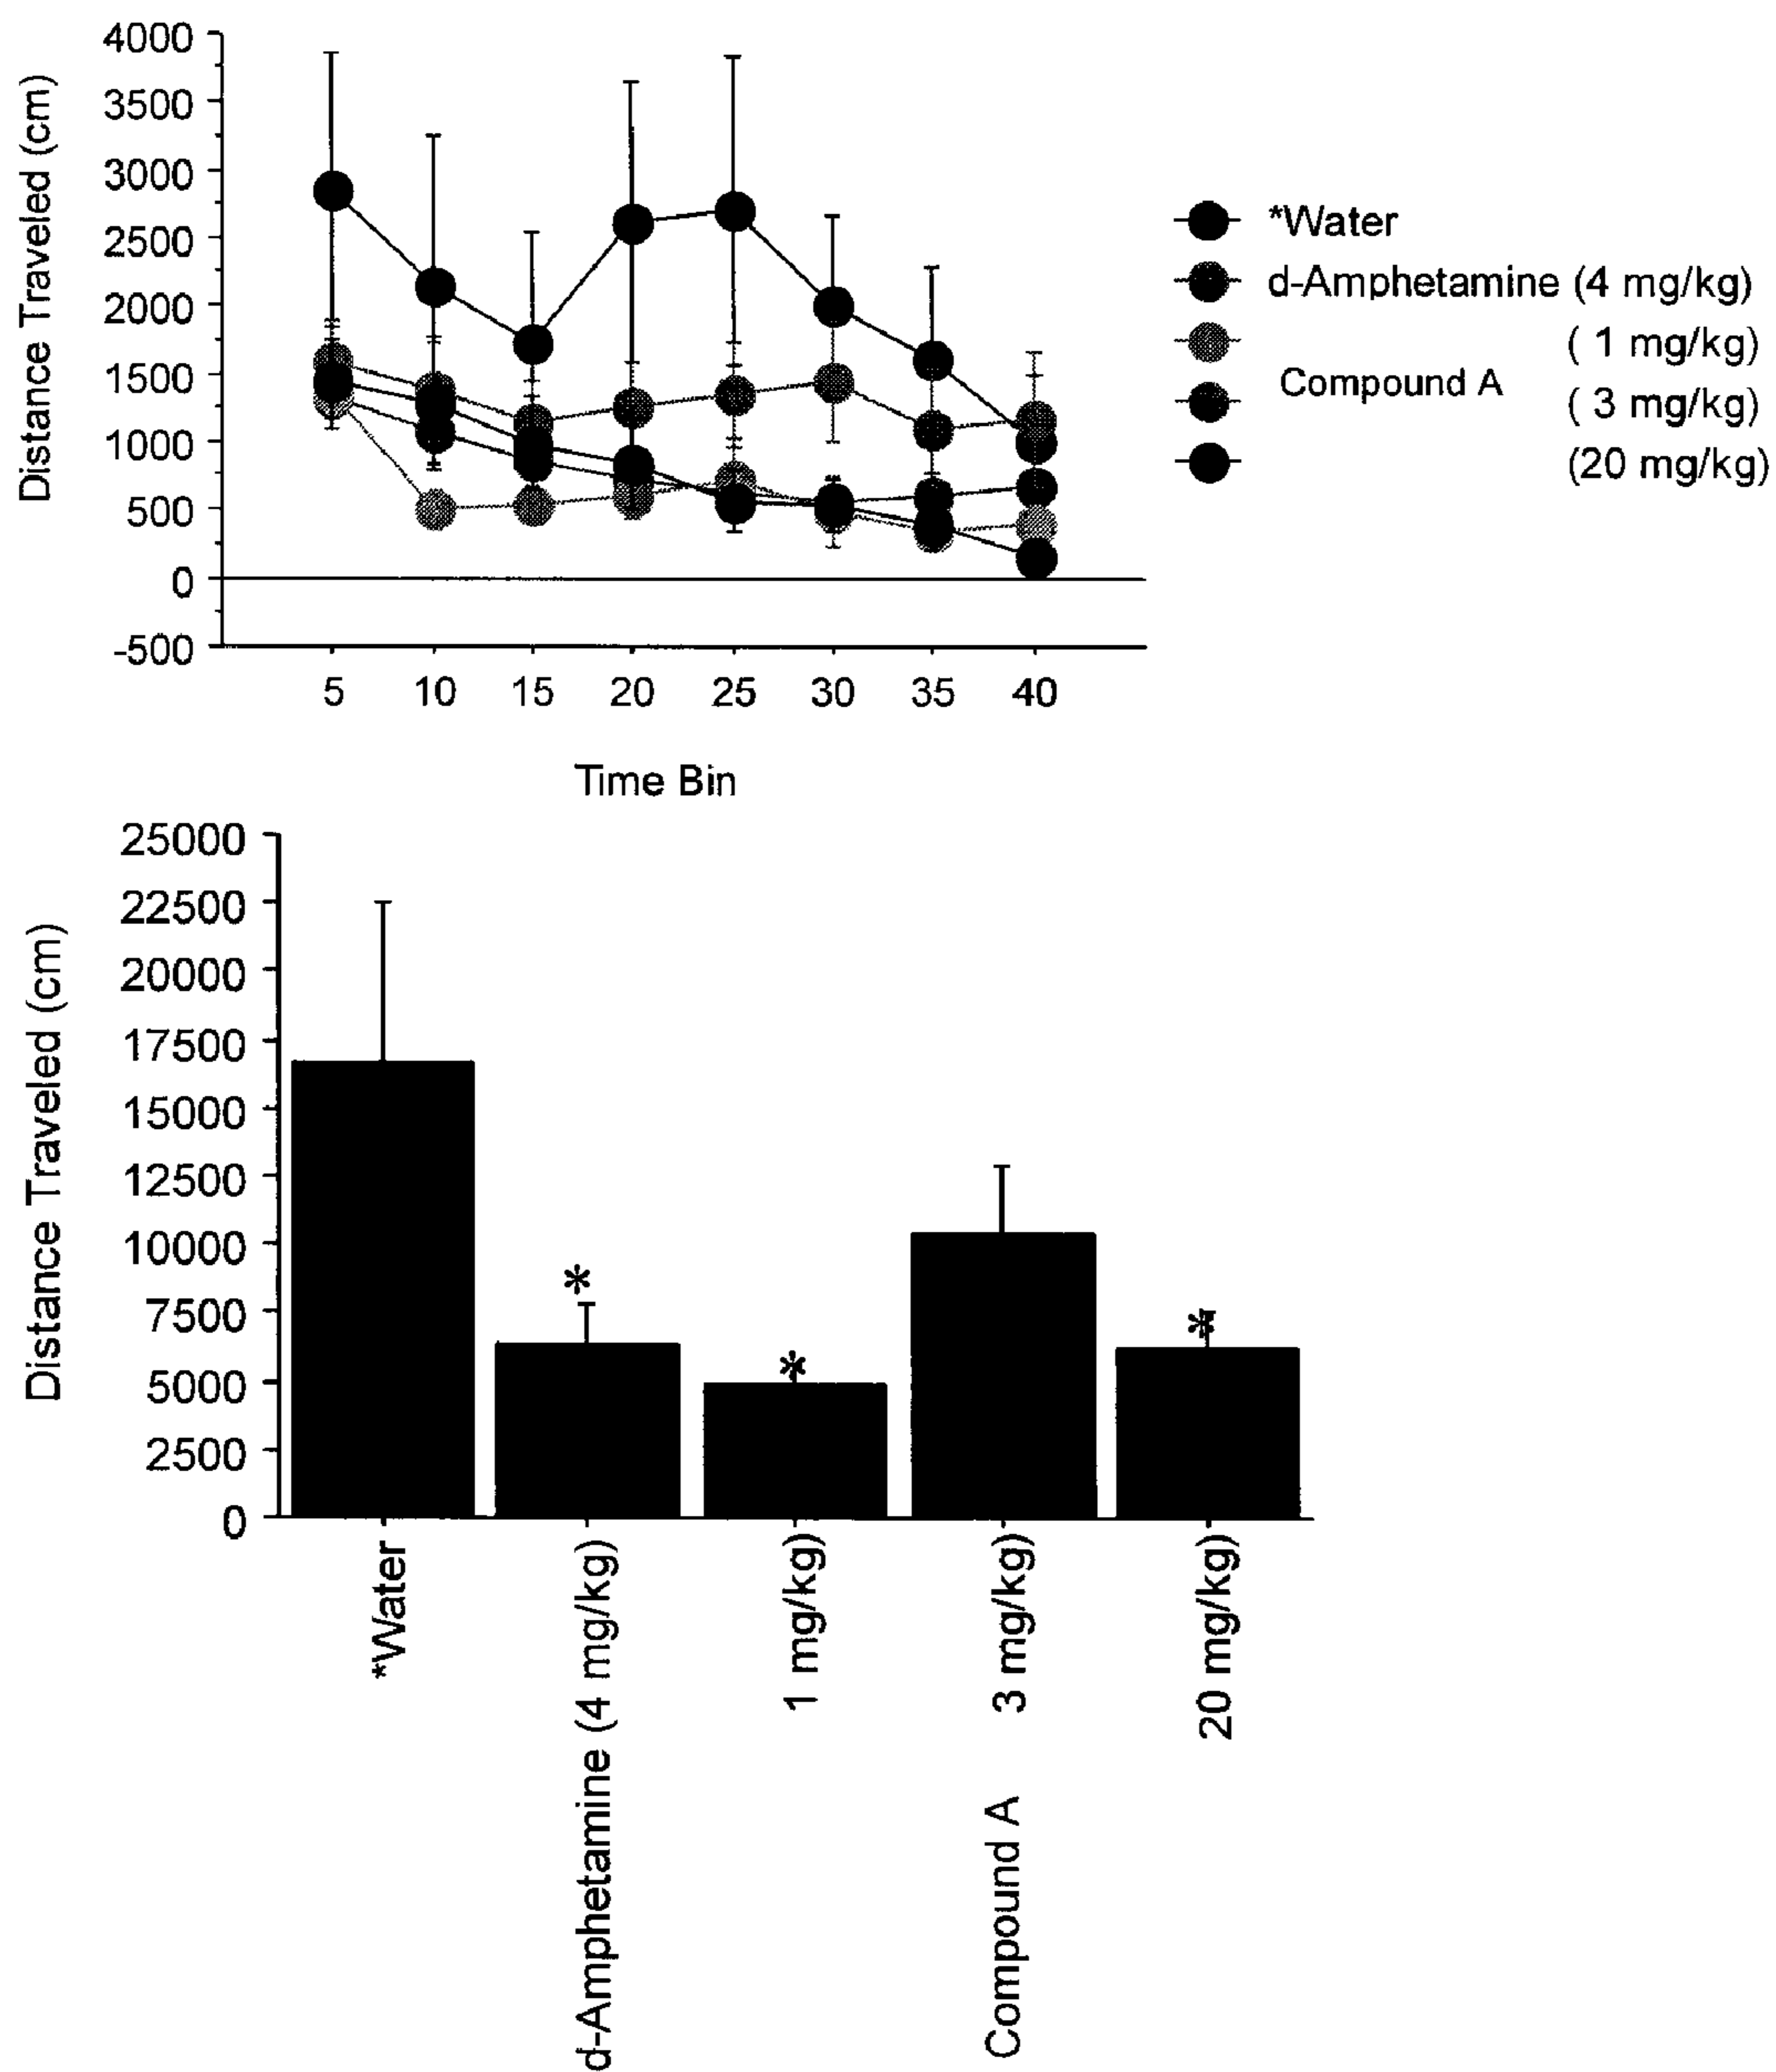 Distance Traveled (cm)
4000
3500
3000
2500
2000
1500
1000
500
0
-500
5 10 15 20 25 30 35 40
Time Bin
*Water
d-Amphetamine (4 mg/kg)
( 1 mg/kg)
Compound A
( 3 mg/kg)
(20 mg/kg)
Distance Traveled (cm)
25000
22500
20000
17500
15000
12500
10000
7500
5000
2500
0
*
*
*
*Water
d-Amphetamine (4 mg/kg)
1 mg/kg)
Compound A 3 mg/kg)
20 mg/kg)